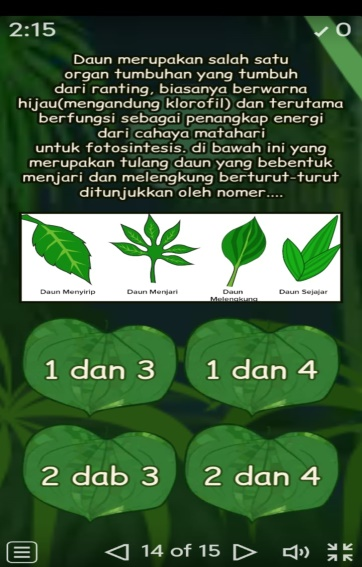 2:15
✓ 0
Daun merupakan salah satu
organ tumbuhan yang tumbuh
dari ranting, biasanya berwarna
hijau(mengandung klorofil) dan terutama
berfungsi sebagai penangkap energi
dari cahaya matahari
untuk fotosintesis. di bawah ini yang
merupakan tulang daun yang bebentuk
menjari dan melengkung berturut-turut
ditunjukkan oleh nomer....
Daun Menyirip
Daun Menjari
Daun
Melengkung
Daun Sejajar
1 dan 3
1 dan 4
2 dab 3
2 dan 4
14 of 15